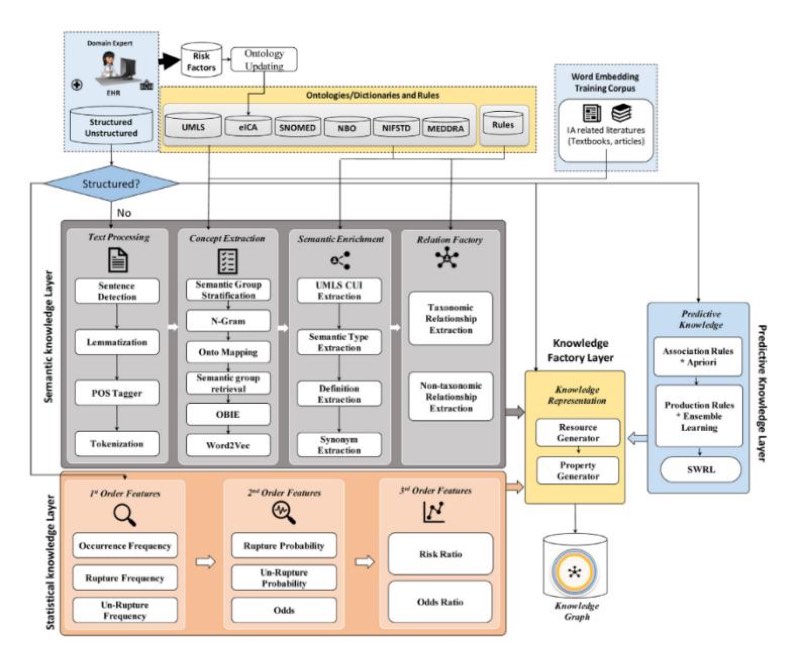 Domain Expert
EHR
Structured
Unstructured
Risk
Factors
Ontology
Updating
Ontologies/Dictionaries and Rules
UMLS
eICA
SNOMED
NBO
NIFSTD
MEDDRA
Rules
Word Embedding
Training Corpus
IA related literatures
(Textbooks, articles)
Structured?
No
Semantic knowledge Layer
Text Processing
Sentence
Detection
Lemmatization
POS Tagger
Tokenization
Concept Extraction
Semantic Group
Stratification
N-Gram
Onto Mapping
Semantic group
retrieval
OBIE
Word2Vec
Semantic Enrichment
UMLS CUI
Extraction
Semantic Type
Extraction
Definition
Extraction
Synonym
Extraction
Relation Factory
Taxonomic
Relationship
Extraction
Non-taxonomic
Relationship
Extraction
Knowledge
Factory Layer
Knowledge
Representation
Resource
Generator
Property
Generator
Knowledge
Graph
Predictive
Knowledge
Association Rules
* Apriori
Production Rules
* Ensemble
Learning
SWRL
Predictive Knowledge Layer
Statistical knowledge Layer
1st Order Features
Occurrence Frequency
Rupture Frequency
Un-Rupture
Frequency
2nd Order Features
Rupture Probability
Un-Rupture
Probability
Odds
3rd Order Features
Risk Ratio
Odds Ratio